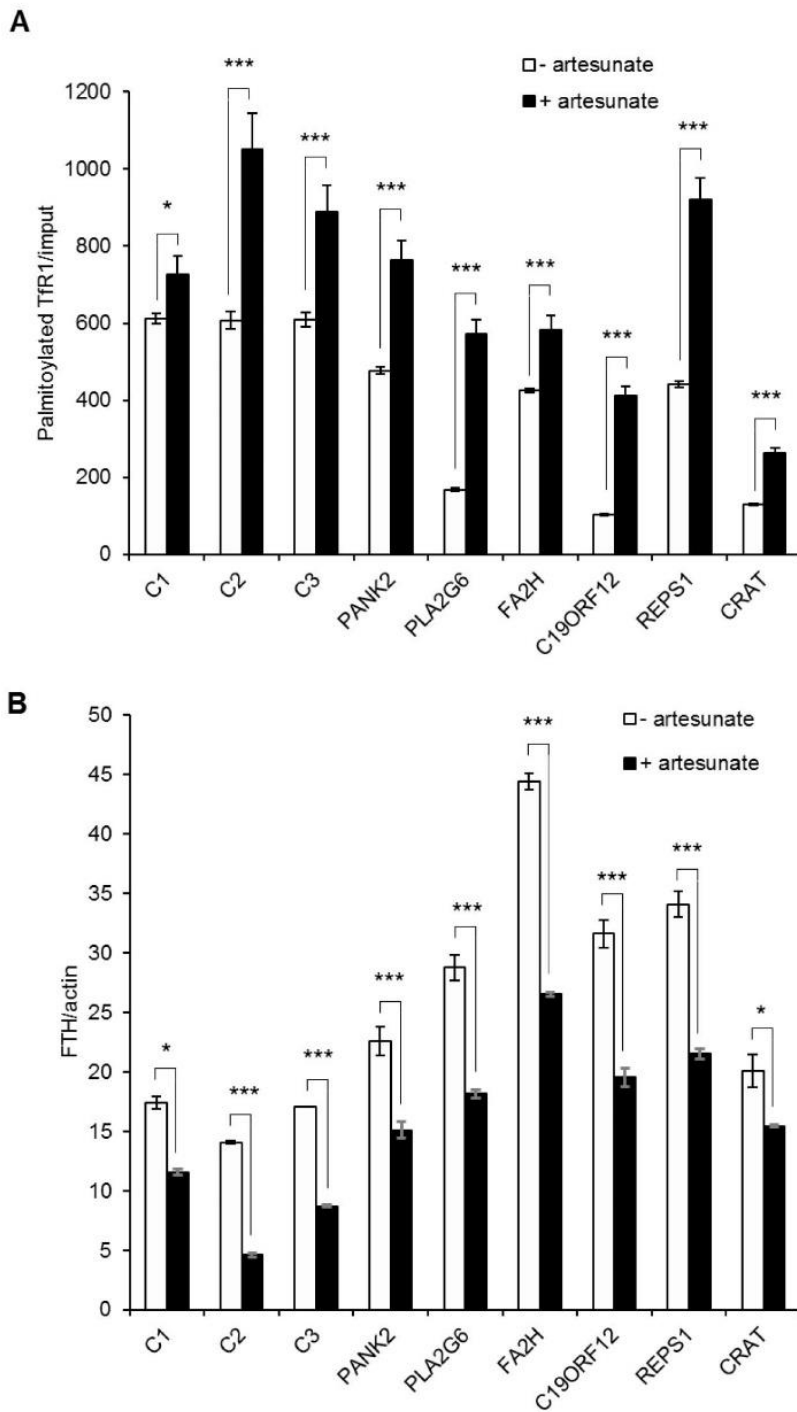 A
- artesunate
+ artesunate
Palmitoylated TfR1/imput
1200
1000
800
600
400
200
0
*
***
***
***
***
***
***
***
***
C1
C2
C3
PANK2
PLA2G6
FA2H
C19ORF12
REPS1
CRAT
B
- artesunate
+ artesunate
FTH/actin
50
45
40
35
30
25
20
15
10
5
0
*
***
***
***
***
***
***
***
*
C1
C2
C3
PANK2
PLA2G6
FA2H
C19ORF12
REPS1
CRAT